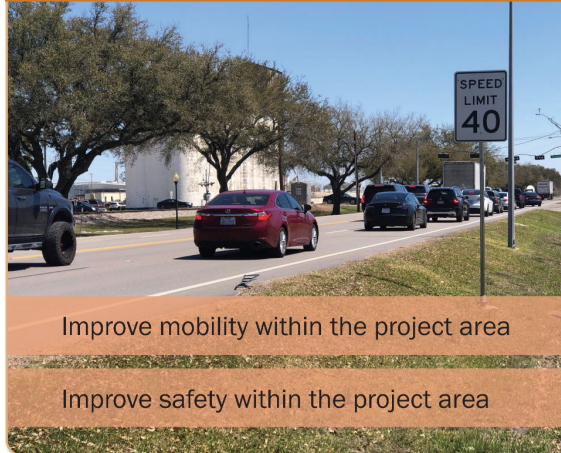 SPEED
LIMIT
40
Improve mobility within the project area
Improve safety within the project area